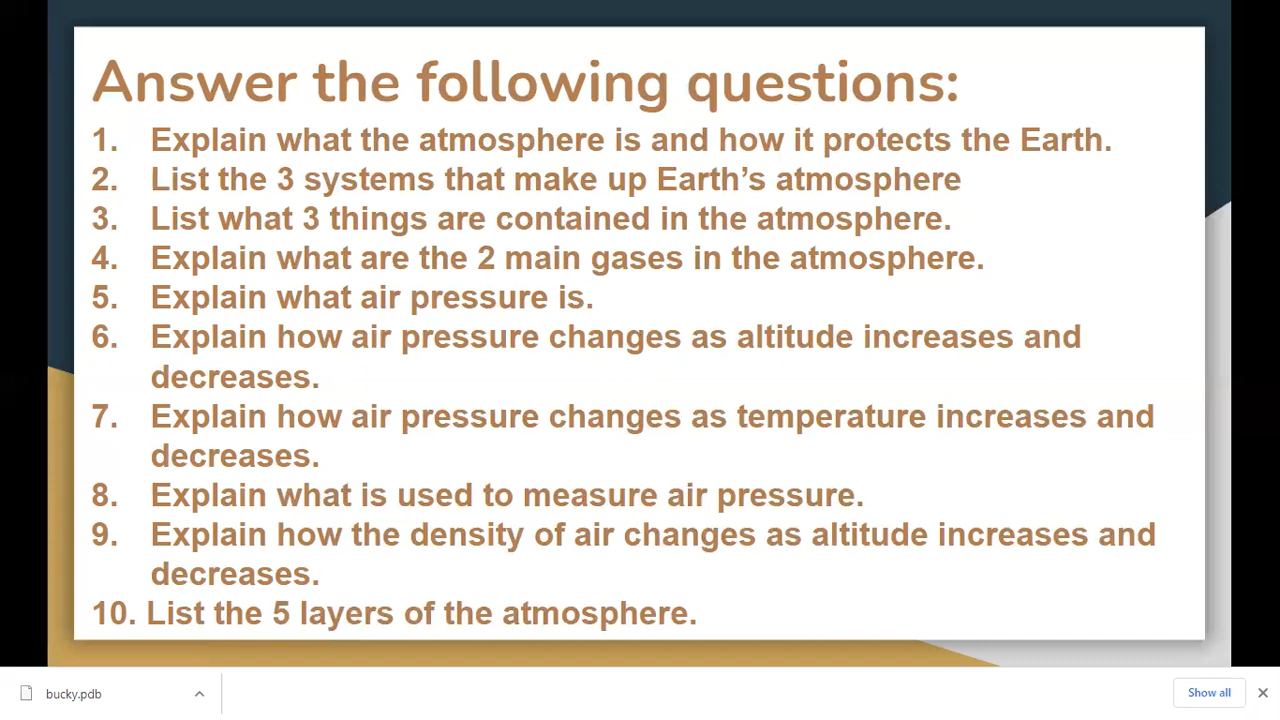 Answer the following questions:
1. Explain what the atmosphere is and how it protects the Earth.
2. List the 3 systems that make up Earth’s atmosphere
3. List what 3 things are contained in the atmosphere.
4. Explain what are the 2 main gases in the atmosphere.
5. Explain what air pressure is.
6. Explain how air pressure changes as altitude increases and
decreases.
7. Explain how air pressure changes as temperature increases and
decreases.
8. Explain what is used to measure air pressure.
9. Explain how the density of air changes as altitude increases and
decreases.
10. List the 5 layers of the atmosphere.
bucky.pdb
Show all